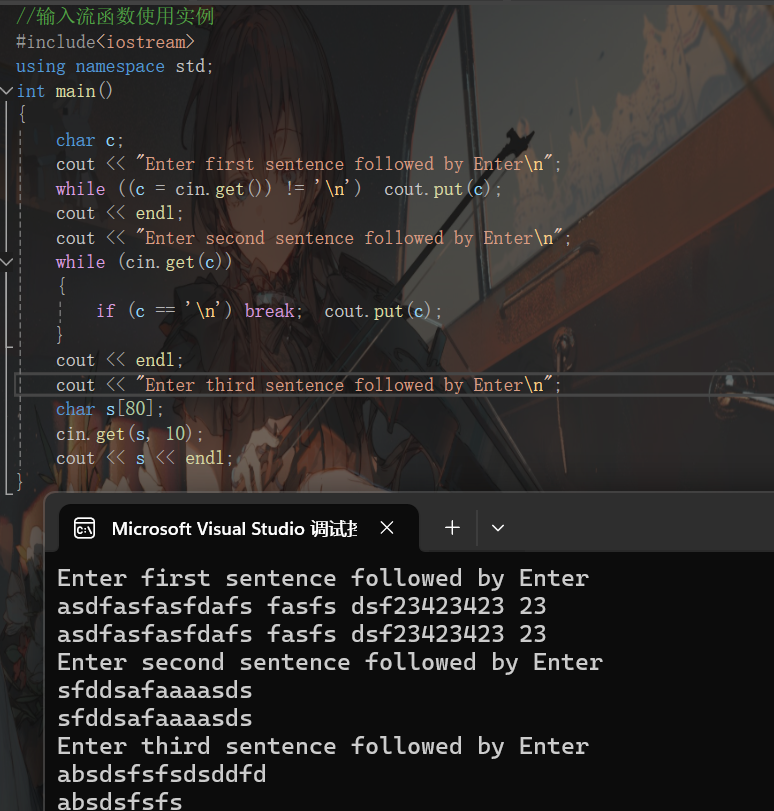 //输入流函数使用实例
#include<iostream>
using namespace std;
int main()
{
    char c;
    cout << "Enter first sentence followed by Enter\n";
    while ((c = cin.get()) != '\n')  cout.put(c);
    cout << endl;
    cout << "Enter second sentence followed by Enter\n";
    while (cin.get(c))
    {
        if (c == '\n') break;  cout.put(c);
    }
    cout << endl;
    cout << "Enter third sentence followed by Enter\n";
    char s[80];
    cin.get(s, 10);
    cout << s << endl;
}
Microsoft Visual Studio 调试
Enter first sentence followed by Enter
asdfasfasfdafs fasfs dsf23423423 23
asdfasfasfdafs fasfs dsf23423423 23
Enter second sentence followed by Enter
sfddsafaaaasds
sfddsafaaaasds
Enter third sentence followed by Enter
absdsfsfsdsddfd
absdsfsfs